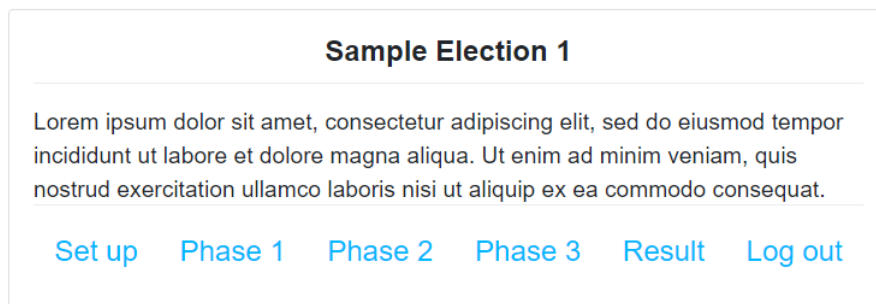 Sample Election 1
Lorem ipsum dolor sit amet, consectetur adipiscing elit, sed do eiusmod tempor
incididunt ut labore et dolore magna aliqua. Ut enim ad minim veniam, quis
nostrud exercitation ullamco laboris nisi ut aliquip ex ea commodo consequat.
Set up Phase 1 Phase 2 Phase 3 Result Log out